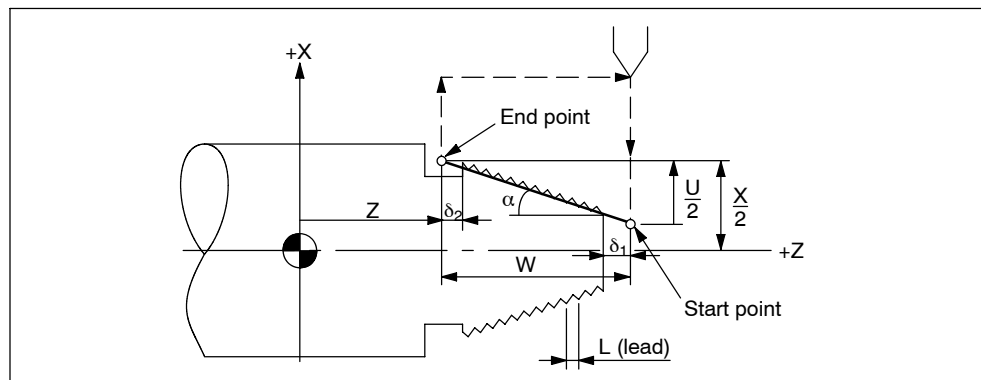 +X
End point
U
2
X
2
α
Z
δ2
δ1
+Z
W
Start point
L (lead)